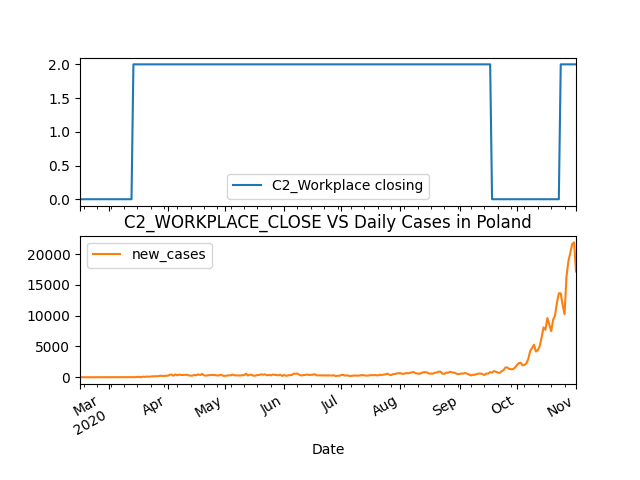 2.0
1.5
1.0
0.5
0.0
C2_Workplace closing
C2_WORKPLACE_CLOSE VS Daily Cases in Poland
new_cases
20000
15000
10000
5000
0
Mar
2020
Apr
May
Jun
Jul
Aug
Sep
Oct
Nov
Date